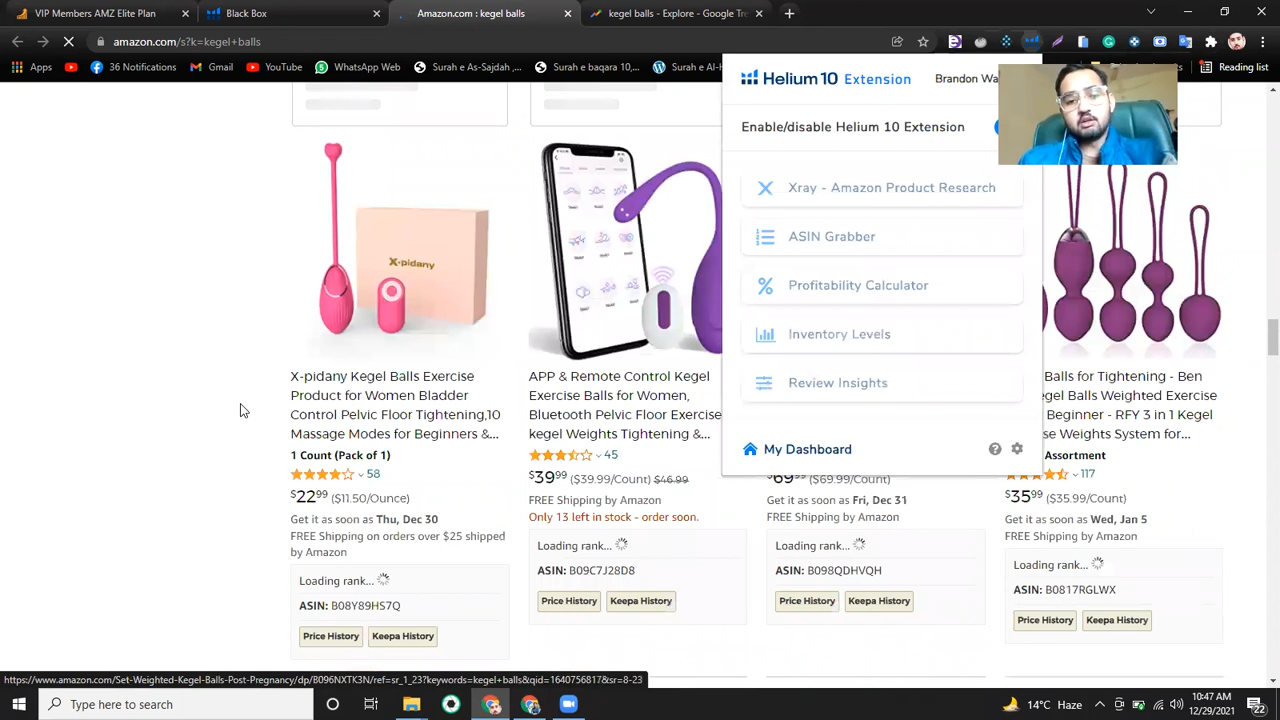 VIP Members AMZ Elite Plan
Black Box
Amazon.com : kegel balls
kegel balls - Explore - Google T
amazon.com/s?k=kegel+balls
Apps
36 Notifications
Gmail
YouTube
WhatsApp Web
Surah e As-Sajdah ,...
Surah e baqara 10,...
Surah e Al-
Reading list
Helium 10 Extension
Brandon Wa
Enable/disable Helium 10 Extension
Xray - Amazon Product Research
ASIN Grabber
Profitability Calculator
Inventory Levels
Review Insights
My Dashboard
X·pidany
X-pidany Kegel Balls Exercise
Product for Women Bladder
Control Pelvic Floor Tightening,10
Massage Modes for Beginners &...
1 Count (Pack of 1)
58
$22.99 ($11.50/Ounce)
Get it as soon as Thu, Dec 30
FREE Shipping on orders over $25 shipped
by Amazon
Loading rank...
ASIN: B08Y89HS7Q
Price History
Keepa History
APP & Remote Control Kegel
Exercise Balls for Women,
Bluetooth Pelvic Floor Exercise
kegel Weights Tightening &...
45
$39.99 ($39.99/Count) $46.99
FREE Shipping by Amazon
Only 13 left in stock - order soon.
Loading rank...
ASIN: B09C7J28D8
Price History
Keepa History
$69.99 ($69.99/Count)
Get it as soon as Fri, Dec 31
FREE Shipping by Amazon
Loading rank...
ASIN: B098QDHVQH
Price History
Keepa History
Balls for Tightening - Ben
egel Balls Weighted Exercise
Beginner - RFY 3 in 1 Kegel
se Weights System for...
Assortment
117
$35.99 ($35.99/Count)
Get it as soon as Wed, Jan 5
FREE Shipping by Amazon
Loading rank...
ASIN: B0817RGLWX
Price History
Keepa History
https://www.amazon.com/Set-Weighted-Kegel-Balls-Post-Pregnancy/dp/B096NXTK3N/ref=sr_1_23?keywords=kegel+balls&qid=1640756817&sr=8-23
Type here to search
14°C Haze
10:47 AM
12/29/2021
22